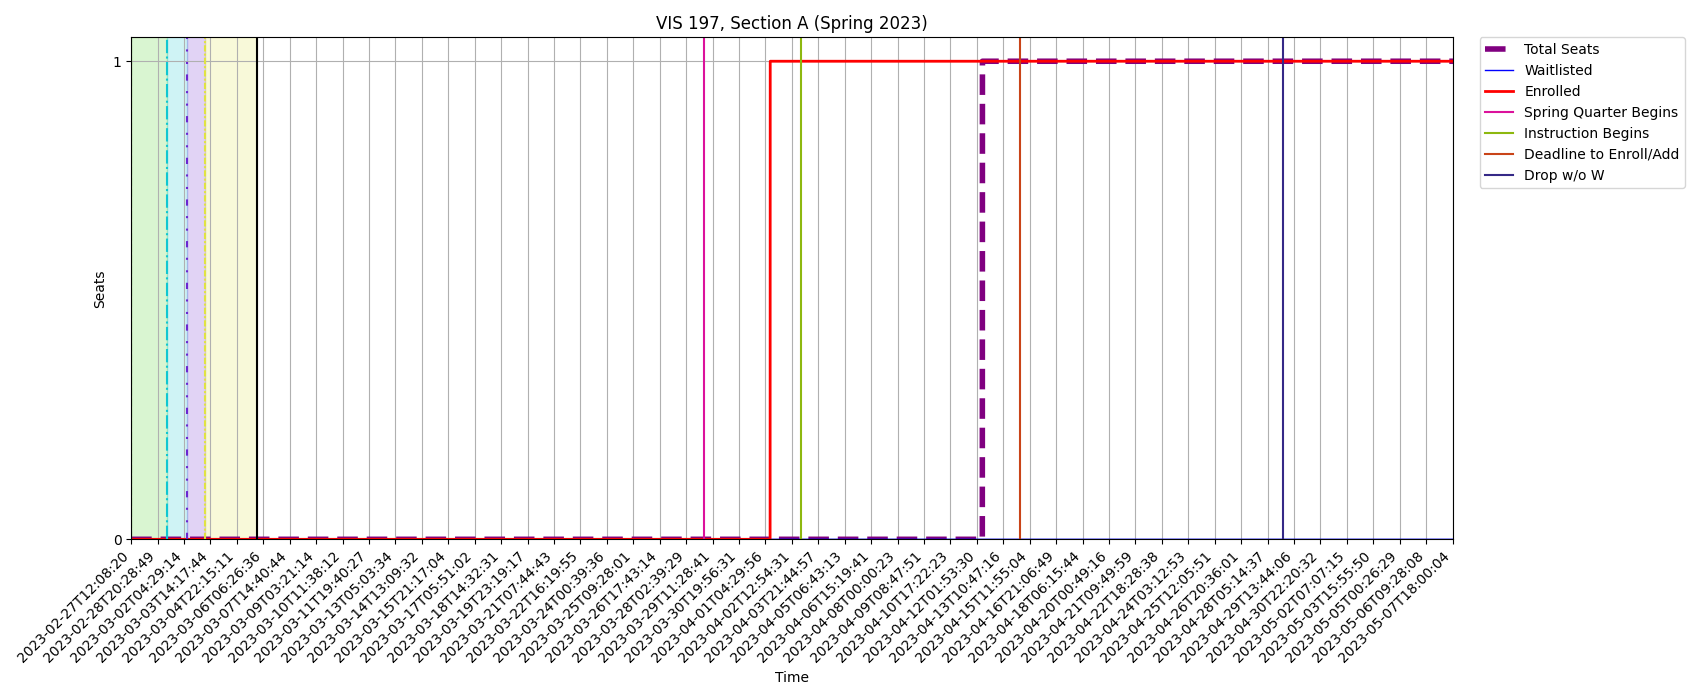 VIS 197, Section A (Spring 2023)
Total Seats
Waitlisted
Enrolled
Spring Quarter Begins
Instruction Begins
Deadline to Enroll/Add
Drop w/o W
Seats
1
0
2023-02-27T12:08:20
2023-02-28T20:28:49
2023-03-02T04:29:14
2023-03-03T14:17:44
2023-03-04T22:15:11
2023-03-06T06:26:36
2023-03-07T14:40:44
2023-03-09T03:21:14
2023-03-10T11:38:12
2023-03-11T19:40:27
2023-03-13T05:03:34
2023-03-14T13:09:32
2023-03-15T21:17:04
2023-03-17T05:51:02
2023-03-18T14:32:31
2023-03-19T23:19:17
2023-03-21T07:44:43
2023-03-22T16:19:55
2023-03-24T00:39:36
2023-03-25T09:28:01
2023-03-26T17:43:14
2023-03-28T02:39:29
2023-03-29T11:28:41
2023-03-30T19:56:31
2023-04-01T04:29:56
2023-04-02T12:54:31
2023-04-03T21:44:57
2023-04-05T06:43:13
2023-04-06T15:19:41
2023-04-08T00:00:23
2023-04-09T08:47:51
2023-04-10T17:22:23
2023-04-12T01:53:30
2023-04-13T10:47:16
2023-04-15T11:55:04
2023-04-16T21:06:49
2023-04-18T06:15:44
2023-04-20T00:49:16
2023-04-21T09:49:59
2023-04-22T18:28:38
2023-04-24T03:12:53
2023-04-25T12:05:51
2023-04-26T20:36:01
2023-04-28T05:14:37
2023-04-29T13:44:06
2023-04-30T22:20:32
2023-05-02T07:07:15
2023-05-03T15:55:50
2023-05-05T00:26:29
2023-05-06T09:28:08
2023-05-07T18:00:04
Time